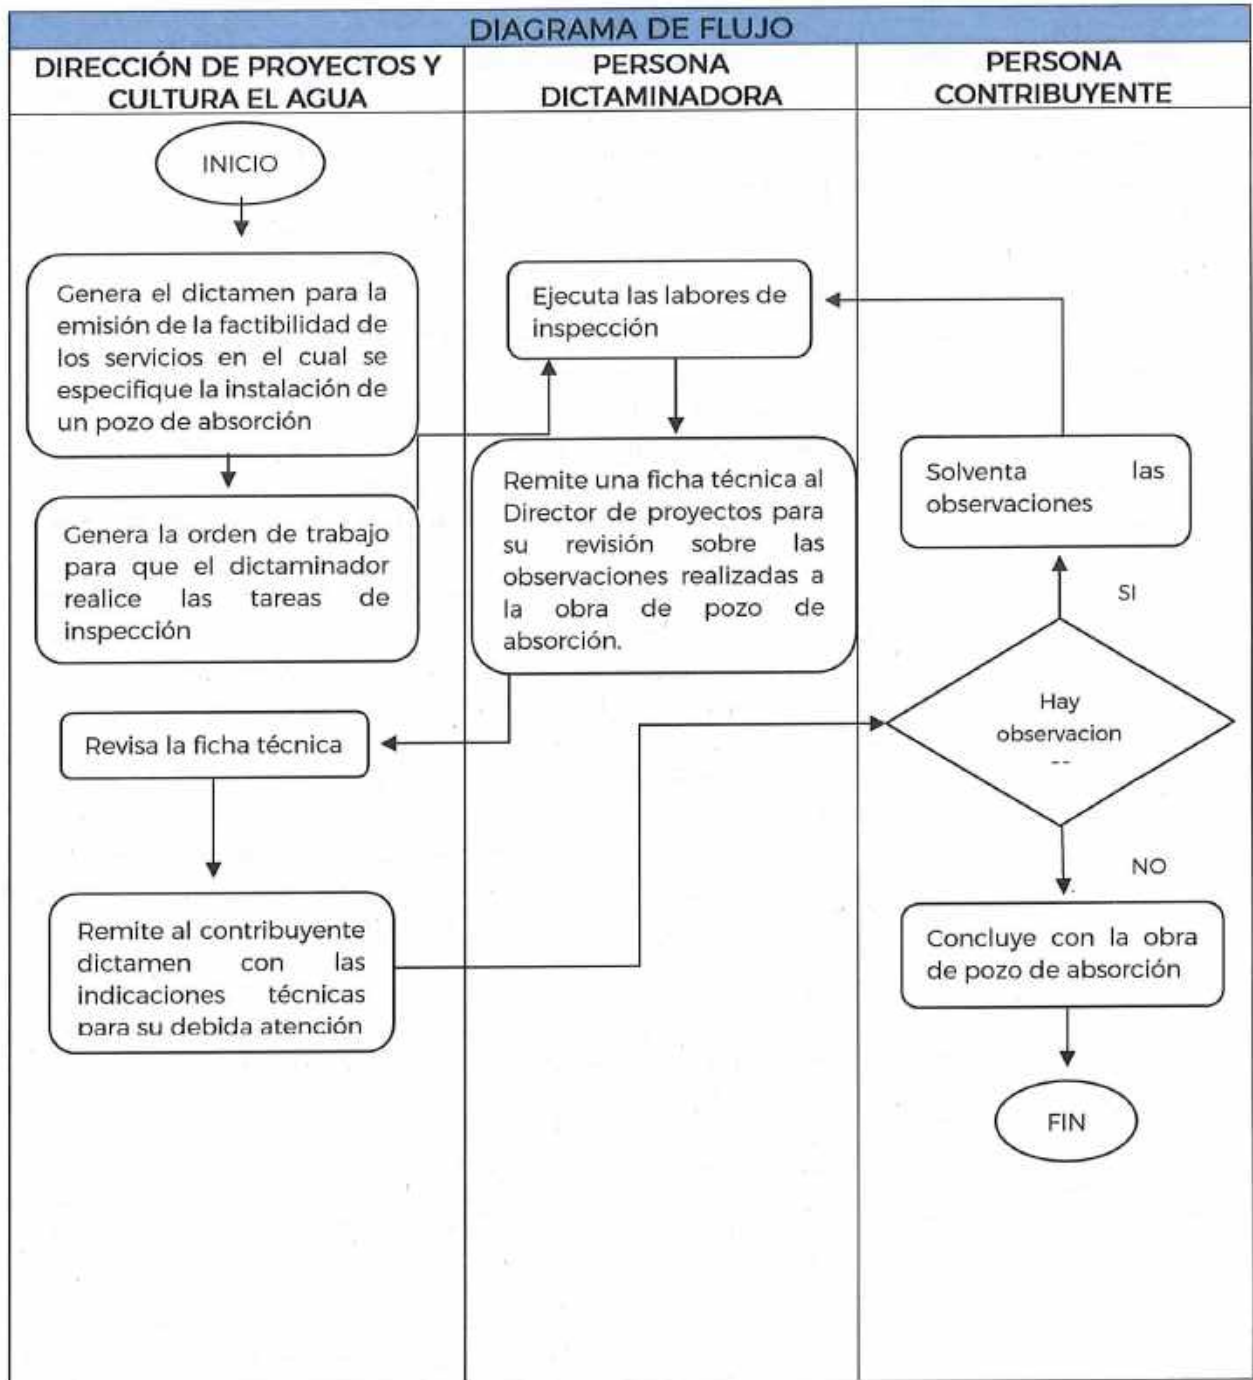 DIAGRAMA DE FLUJO
DIRECCIÓN DE PROYECTOS Y
CULTURA EL AGUA
PERSONA
DICTAMINADORA
PERSONA
CONTRIBUYENTE
INICIO
Genera el dictamen para la
emisión de la factibilidad de
los servicios en el cual se
especifique la instalación de
un pozo de absorción
Genera la orden de trabajo
para que el dictaminador
realice las tareas de
inspección
Ejecuta las labores de
inspección
Remite una ficha técnica al
Director de proyectos para
su revisión sobre las
observaciones realizadas a
la obra de pozo de
absorción.
Revisa la ficha técnica
Remite al contribuyente
dictamen con las
indicaciones técnicas
para su debida atención
Hay
observacion
--
SI
Solventa las
observaciones
NO
Concluye con la obra
de pozo de absorción
FIN